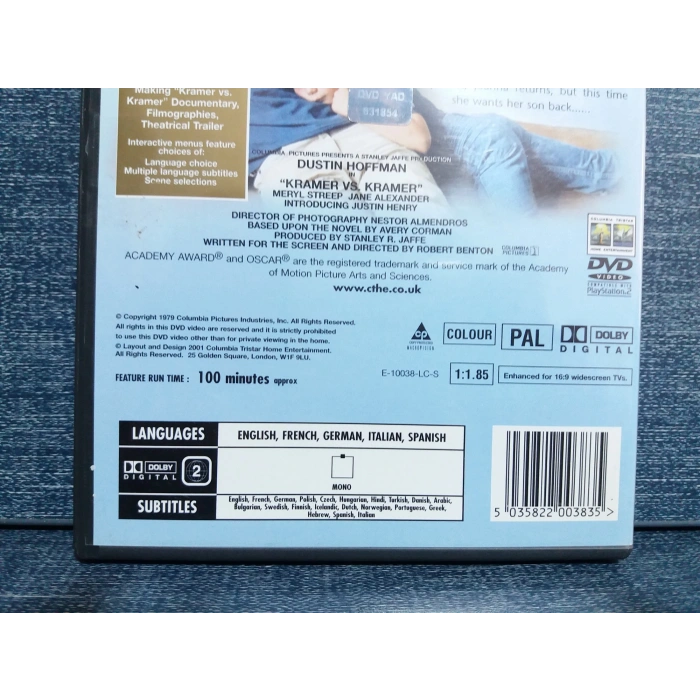 Making "Kramer vs.
Kramer" Documentary,
Filmographies,
Theatrical Trailer
Interactive menus feature
choices of:
Language choice
Multiple language subtitles
Scene selections
DVD TAD
931854
returns, but this time
she wants her son back......
COLUMBIA PICTURES PRESENTS A STANLEY JAFFE PRODUCTION
DUSTIN HOFFMAN
"KRAMER VS. KRAMER"
MERYL STREEP JANE ALEXANDER
INTRODUCING JUSTIN HENRY
DIRECTOR OF PHOTOGRAPHY NESTOR ALMENDROS
BASED UPON THE NOVEL BY AVERY CORMAN
PRODUCED BY STANLEY R. JAFFE
WRITTEN FOR THE SCREEN AND DIRECTED BY ROBERT BENTON
COLUMBIA
PICTURES
ACADEMY AWARD® and OSCAR® are the registered trademark and service mark of the Academy
of Motion Picture Arts and Sciences.
www.cthe.co.uk
COLUMBIA TRISTAR
HOME ENTERTAINMENT
DVD
VIDEO
COMPATIBLE WITH
PlayStation.2
© Copyright 1979 Columbia Pictures Industries, Inc. All Rights Reserved.
All rights in this DVD video are reserved and it is strictly prohibited
to use this DVD video other than for private viewing in the home.
© Layout and Design 2001 Columbia Tristar Home Entertainment.
All Rights Reserved. 25 Golden Square, London, W1F 9LU.
CP
COLOUR
PAL
DOLBY
DIGITAL
FEATURE RUN TIME : 100 minutes approx
E-10038-LC-S
1:1.85
Enhanced for 16:9 widescreen TVs.
LANGUAGES
ENGLISH, FRENCH, GERMAN, ITALIAN, SPANISH
DOLBY
DIGITAL
2
MONO
SUBTITLES
English, French, German, Polish, Czech, Hungarian, Hindi, Turkish, Danish, Arabic,
Bulgarian, Swedish, Finnish, Icelandic, Dutch, Norwegian, Portuguese, Greek,
Hebrew, Spanish, Italian
5 035822 003835 >